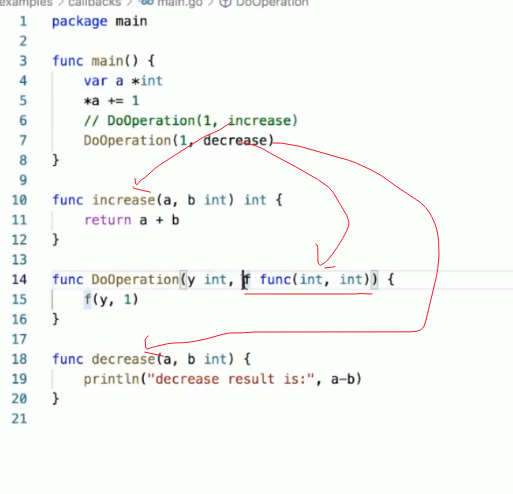 examples > callbacks > main.go > DoOperation
1 package main
2
3 func main() {
4     var a *int
5     *a += 1
6     // DoOperation(1, increase)
7     DoOperation(1, decrease)
8 }
9
10 func increase(a, b int) int {
11     return a + b
12 }
13
14 func DoOperation(y int, f func(int, int)) {
15     f(y, 1)
16 }
17
18 func decrease(a, b int) {
19     println("decrease result is:", a-b)
20 }
21